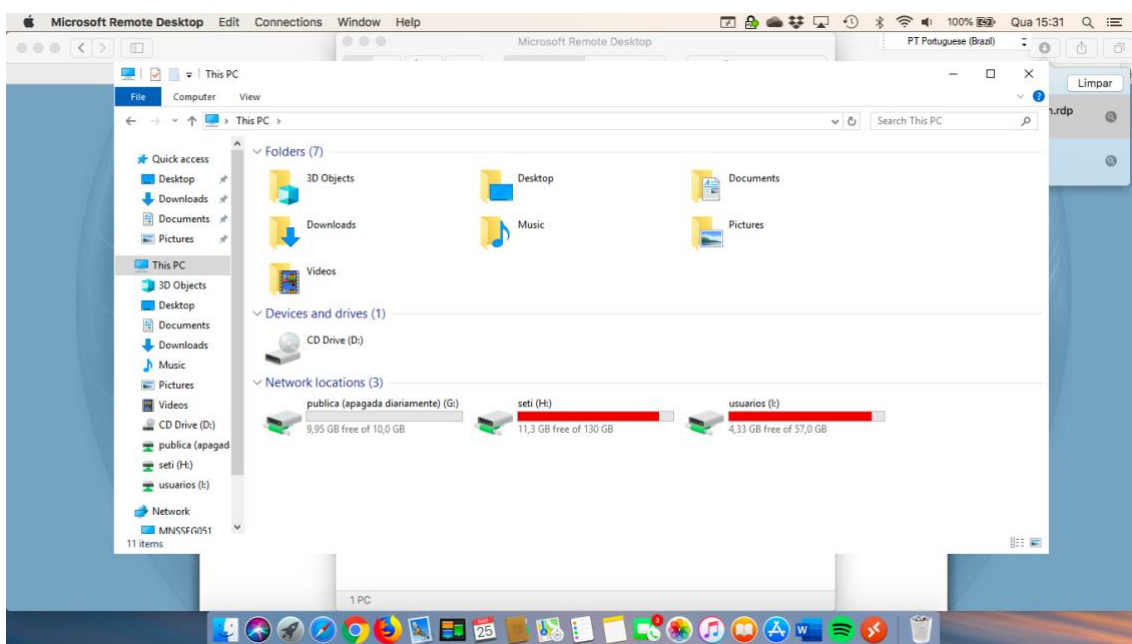 Microsoft Remote Desktop Edit Connections Window Help 100% Qua 15:31
Microsoft Remote Desktop PT Portuguese (Brazil)
This PC
Limpar
File Computer View
n.rdp
This PC Search This PC
Quick access
Desktop
Downloads
Documents
Pictures
This PC
3D Objects
Desktop
Documents
Downloads
Music
Pictures
Videos
CD Drive (D:)
publica (apagad
seti (H:)
usuarios (I:)
Network
MNSSEG051
Folders (7)
3D Objects Desktop Documents
Downloads Music Pictures
Videos
Devices and drives (1)
CD Drive (D:)
Network locations (3)
publica (apagada diariamente) (G:) seti (H:) usuarios (I:)
9,95 GB free of 10,0 GB 11,3 GB free of 130 GB 4,33 GB free of 57,0 GB
11 items
1 PC
25
W